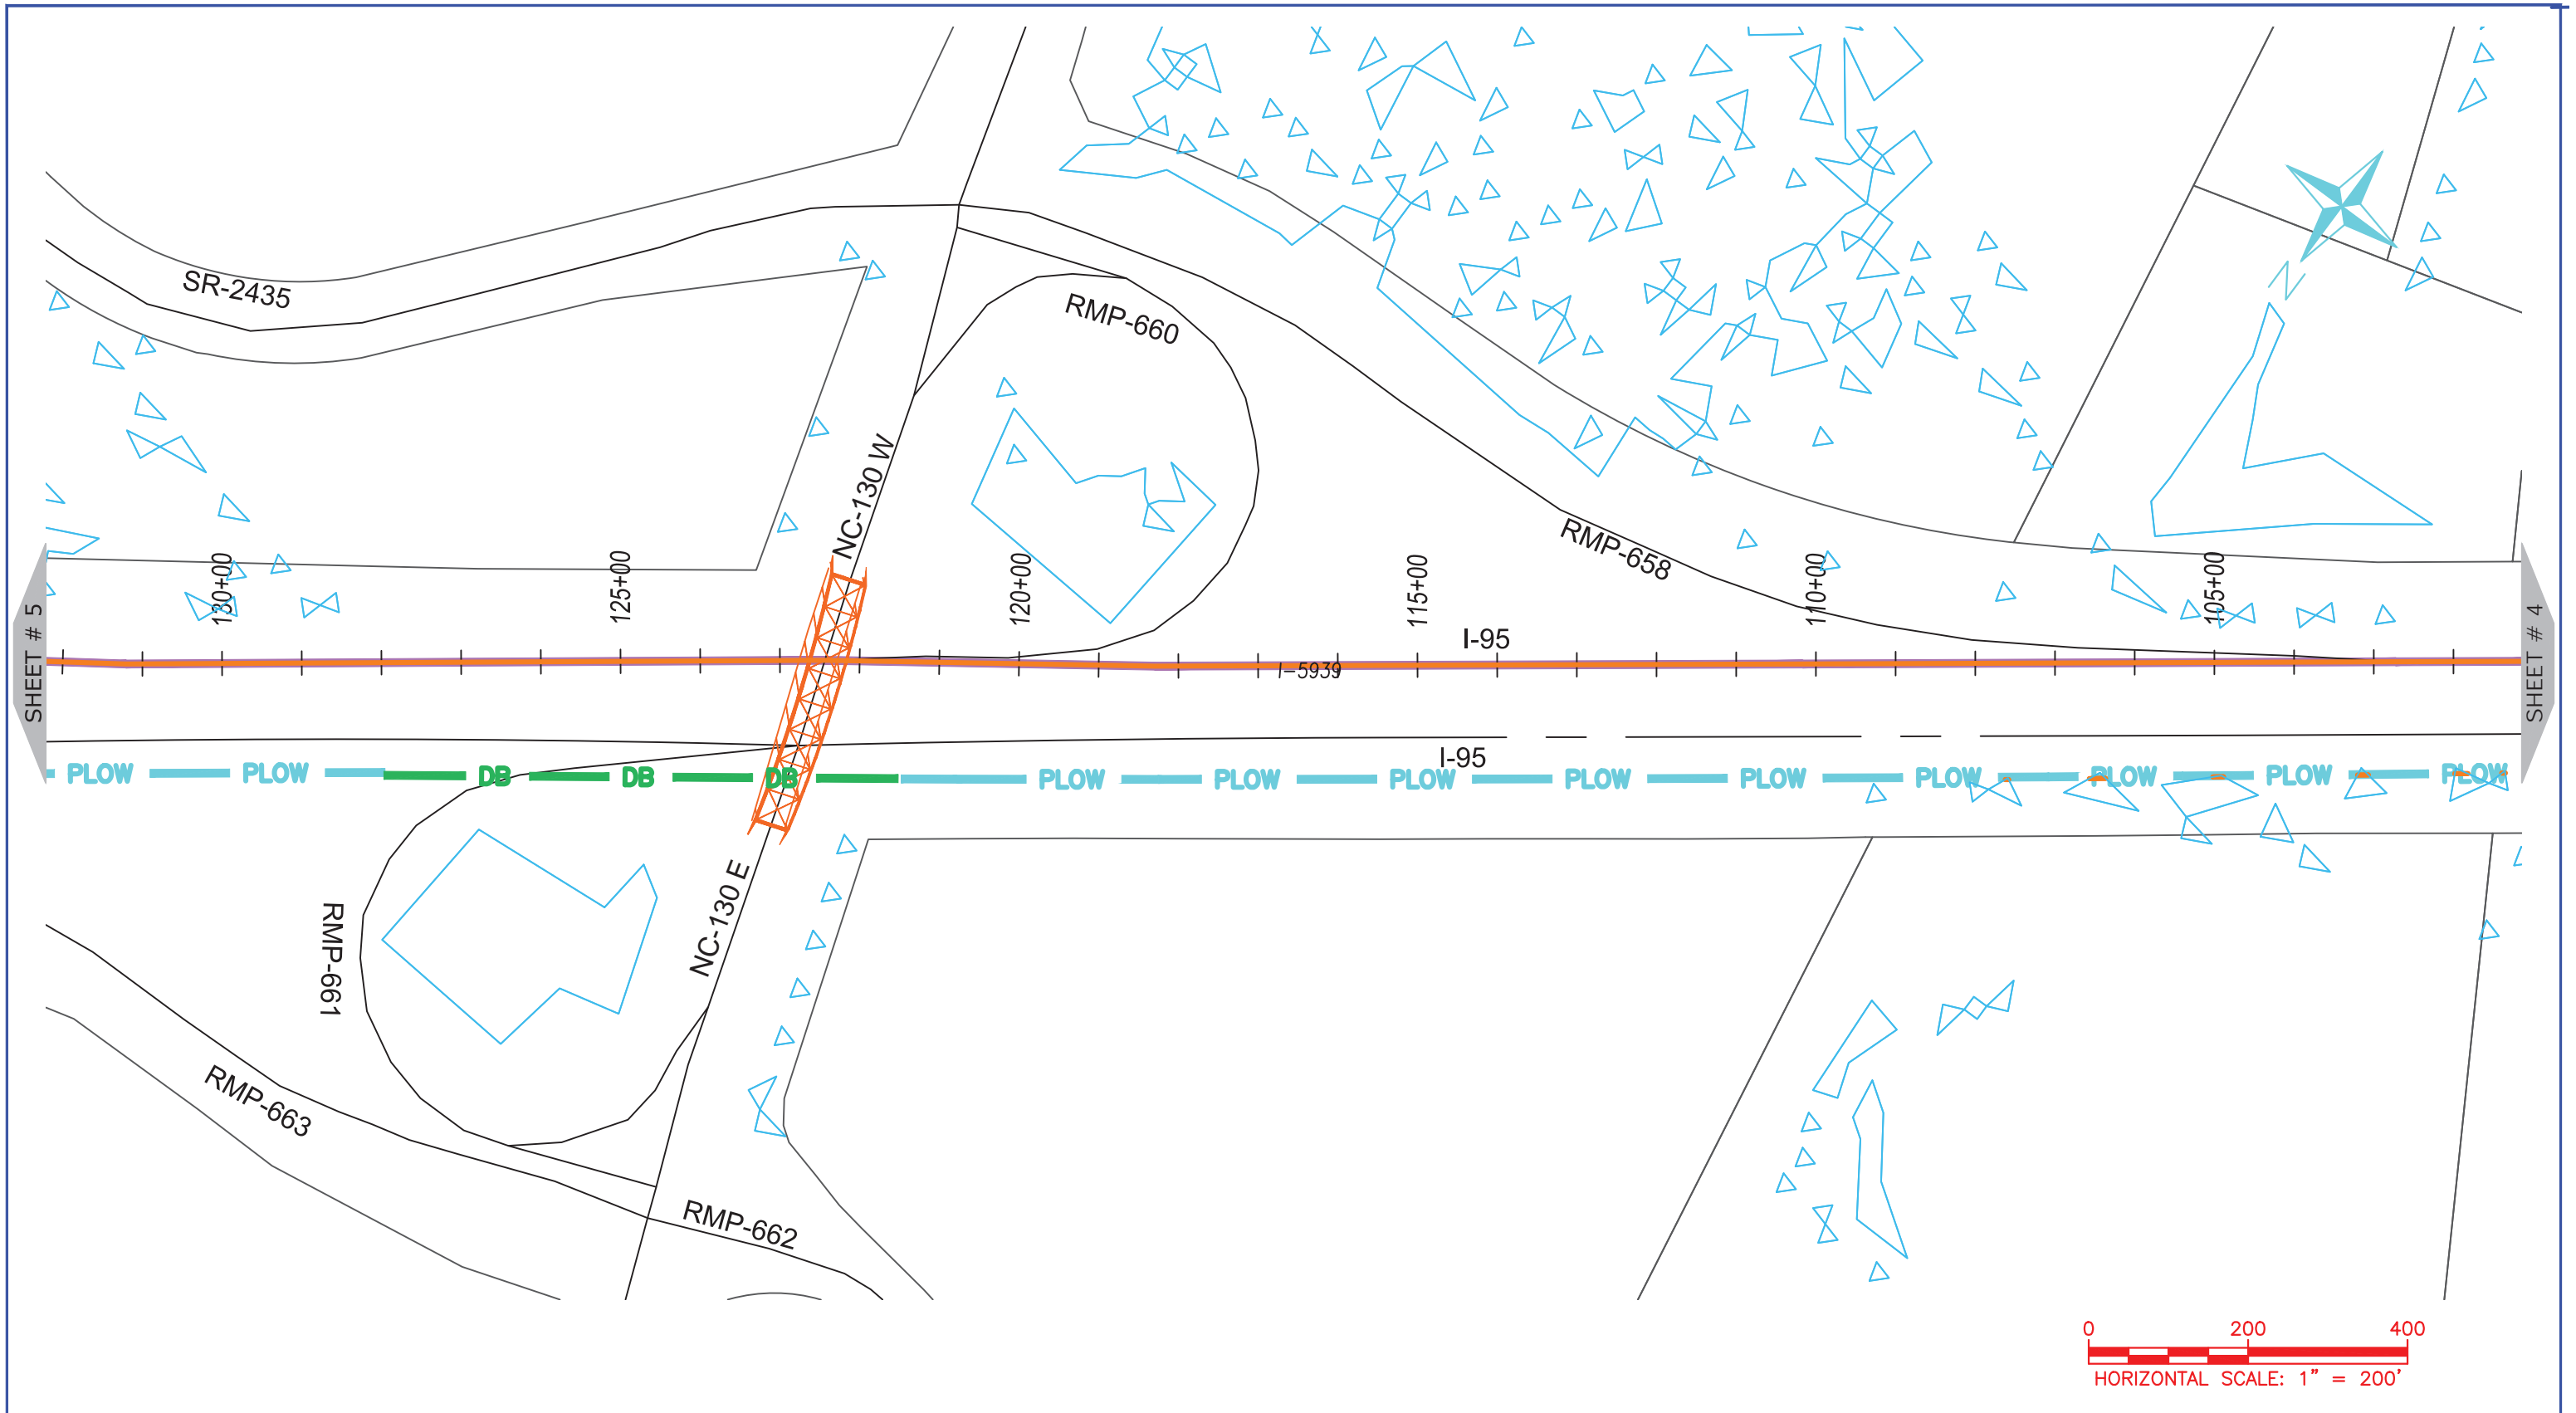 SR-2435
RMP-660
N
NC-130 W
RMP-658
130+00
125+00
120+00
115+00
110+00
105+00
SHEET # 5
I-95
SHEET # 4
I-5939
I-95
PLOW PLOW DB DB DB PLOW PLOW PLOW PLOW PLOW PLOW PLOW PLOW PLOW
NC-130 E
RMP-661
RMP-663
RMP-662
0 200 400
HORIZONTAL SCALE: 1" = 200'